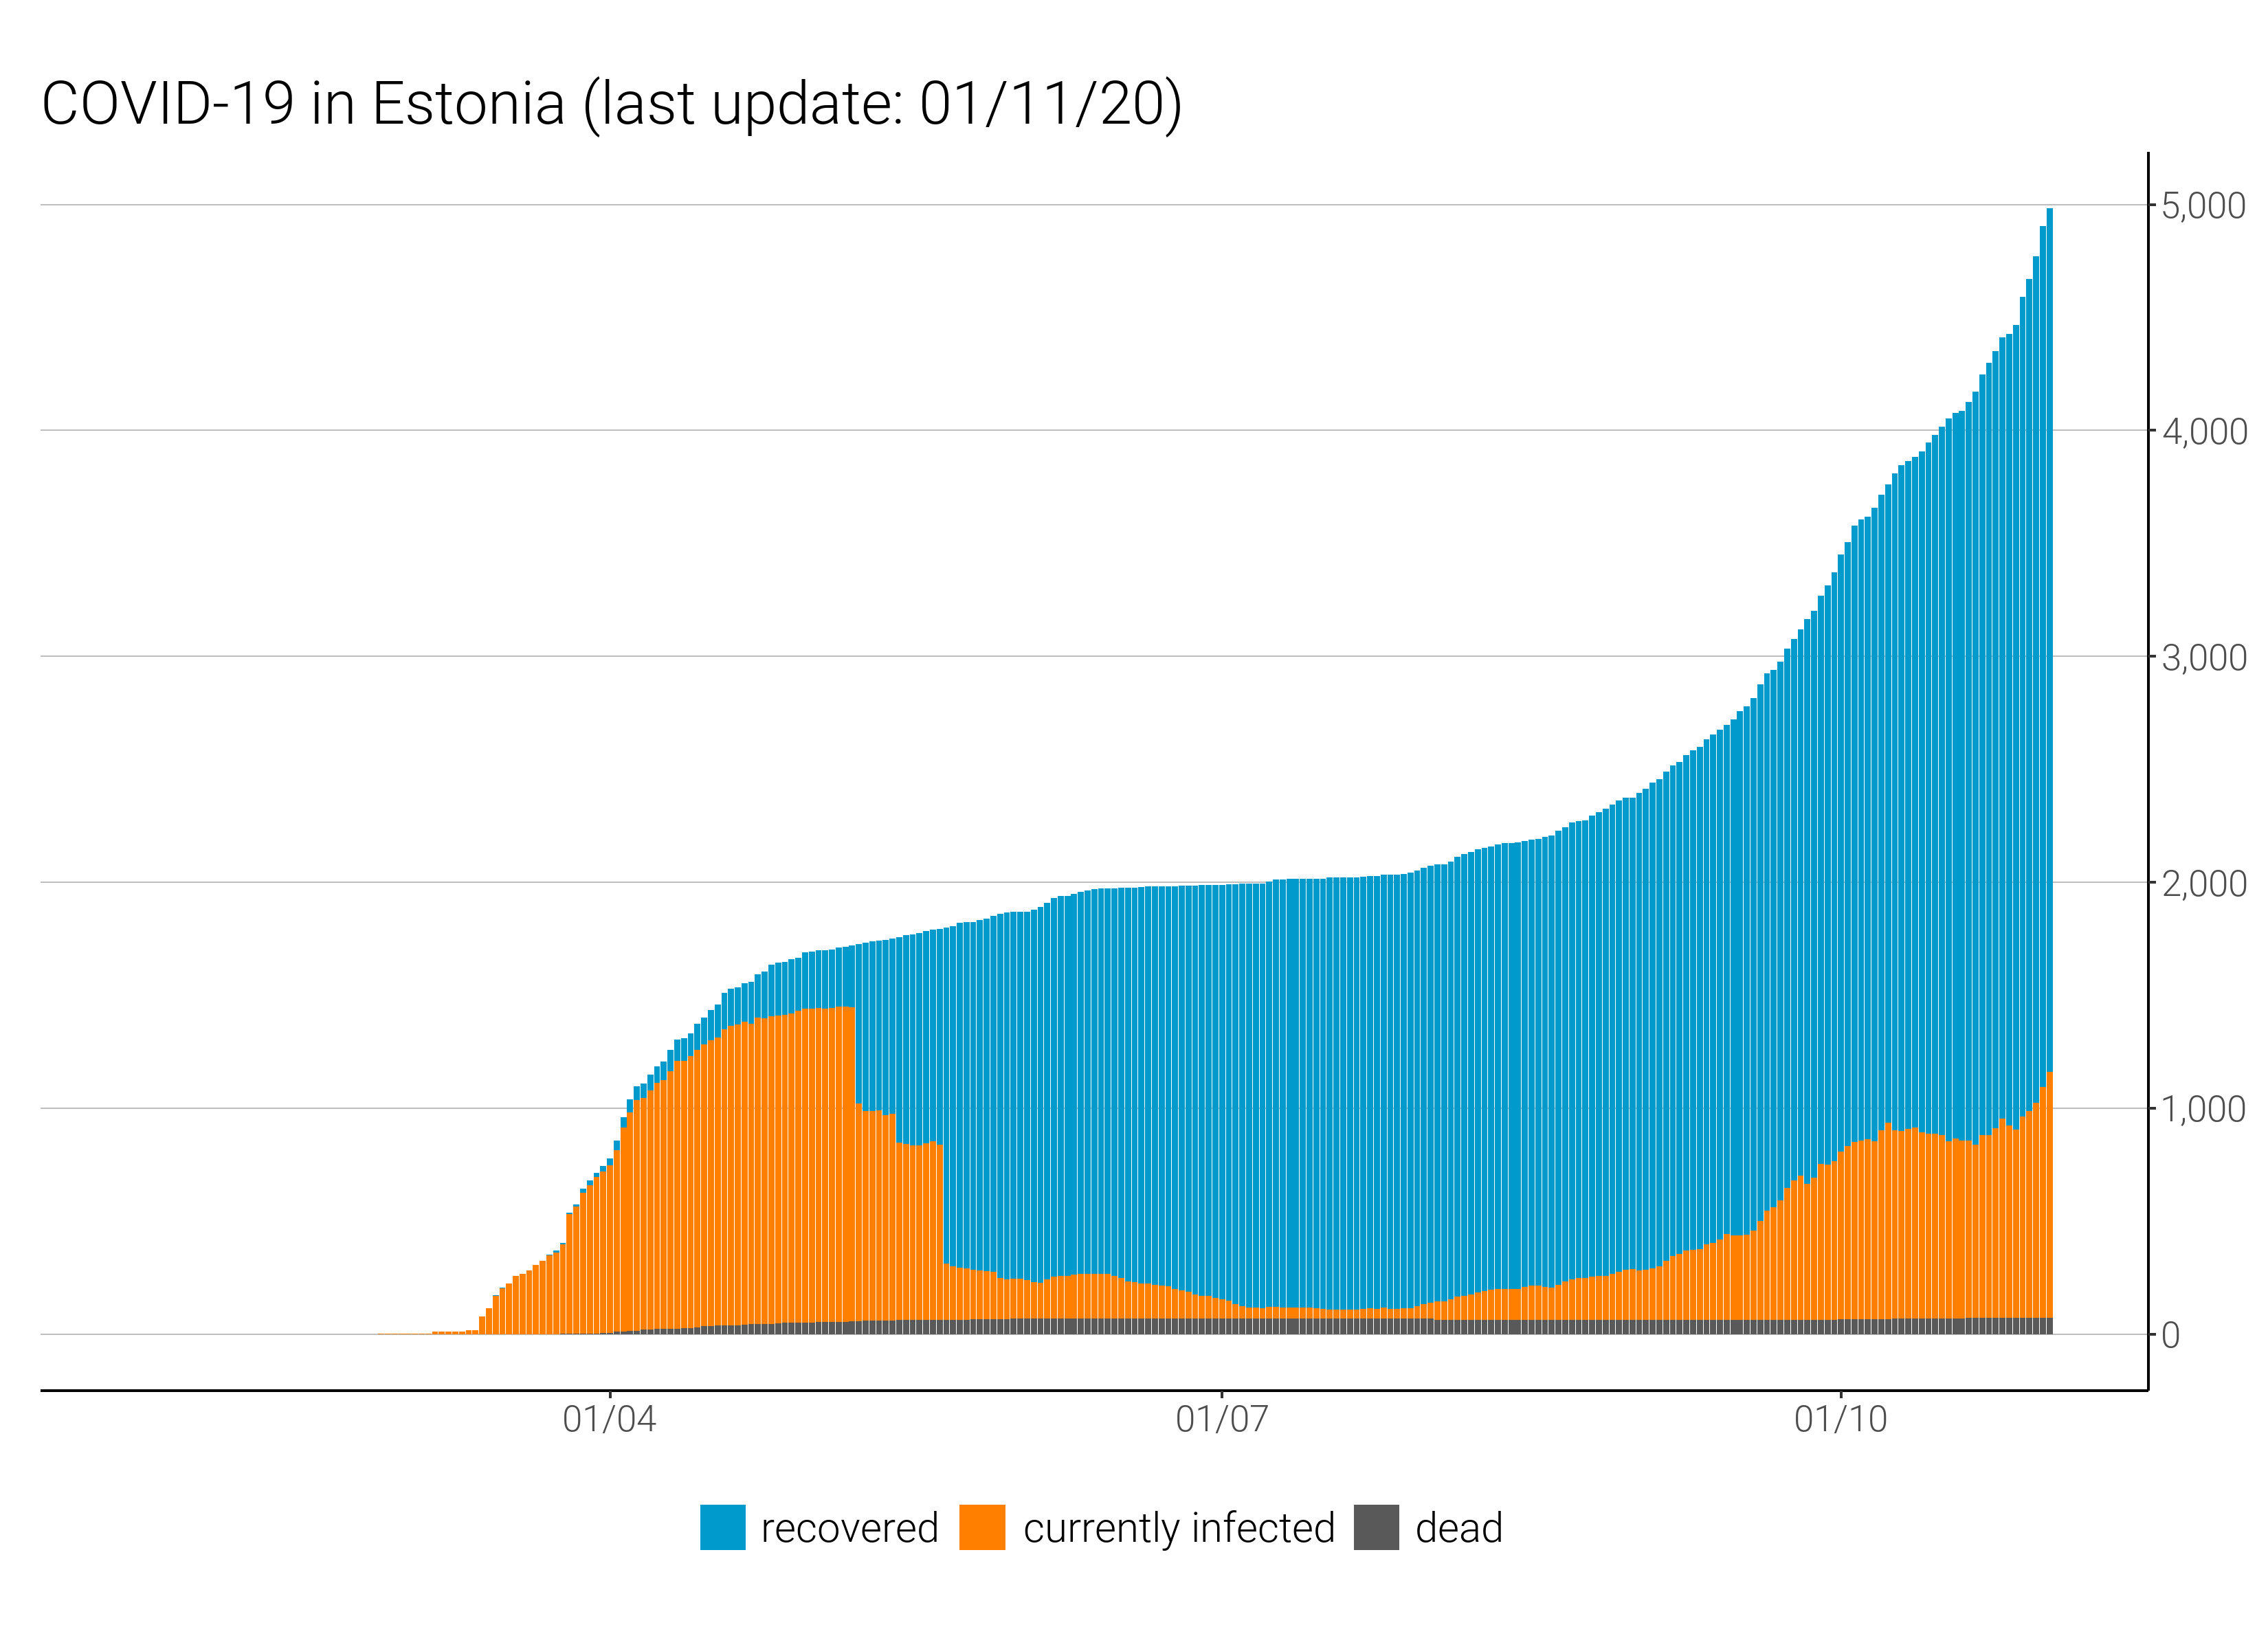 COVID-19 in Estonia (last update: 01/11/20)
5,000
4,000
3,000
2,000
1,000
0
01/04 01/07 01/10
recovered currently infected dead